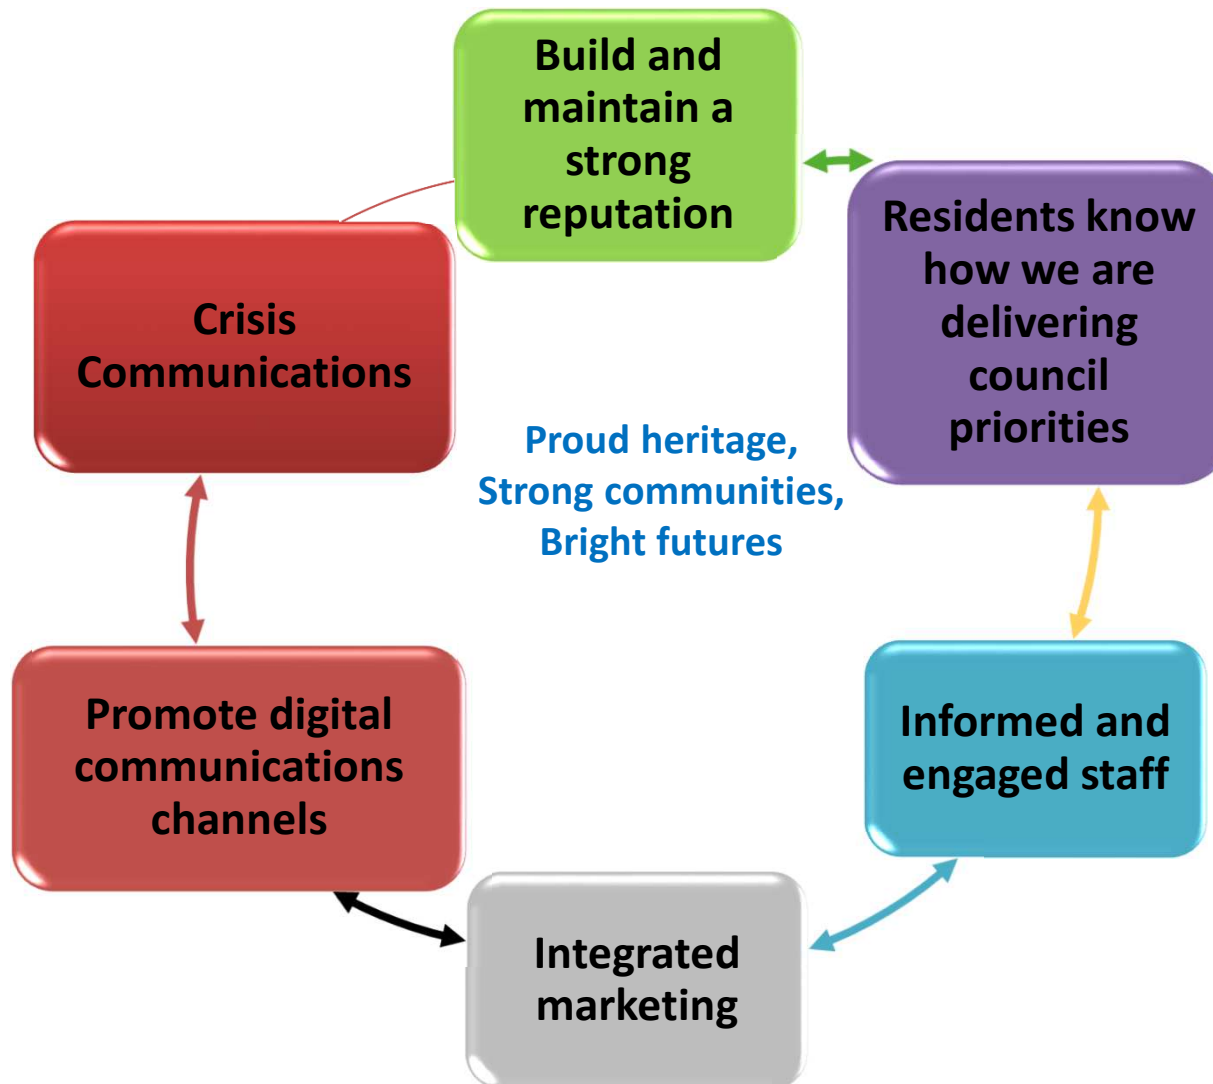 Build and
maintain a
strong
reputation
Residents know
how we are
delivering
council
priorities
Crisis
Communications
Proud heritage,
Strong communities,
Bright futures
Promote digital
communications
channels
Informed and
engaged staff
Integrated
marketing